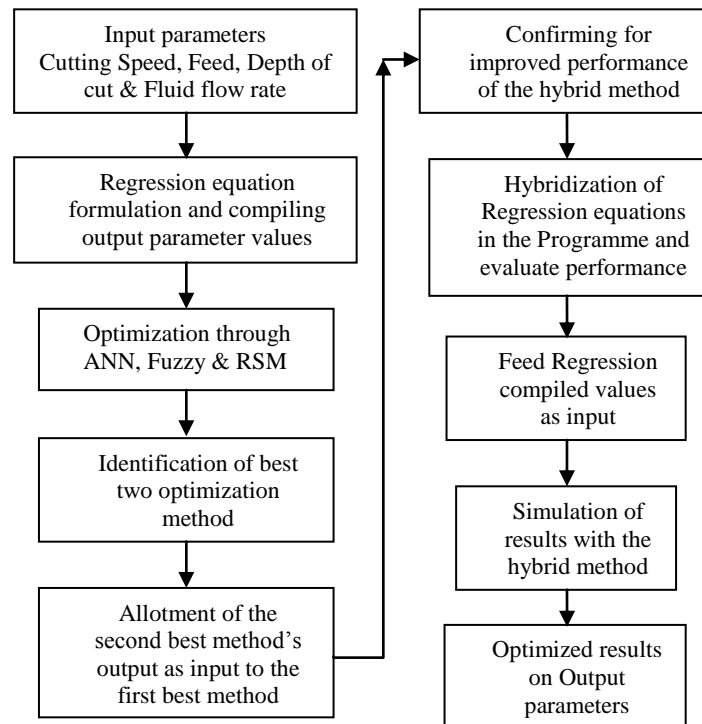 Input parameters
Cutting Speed, Feed, Depth of
cut & Fluid flow rate
Regression equation
formulation and compiling
output parameter values
Optimization through
ANN, Fuzzy & RSM
Identification of best
two optimization
method
Allotment of the
second best method's
output as input to the
first best method
Confirming for
improved performance
of the hybrid method
Hybridization of
Regression equations
in the Programme and
evaluate performance
Feed Regression
compiled values
as input
Simulation of
results with the
hybrid method
Optimized results
on Output
parameters